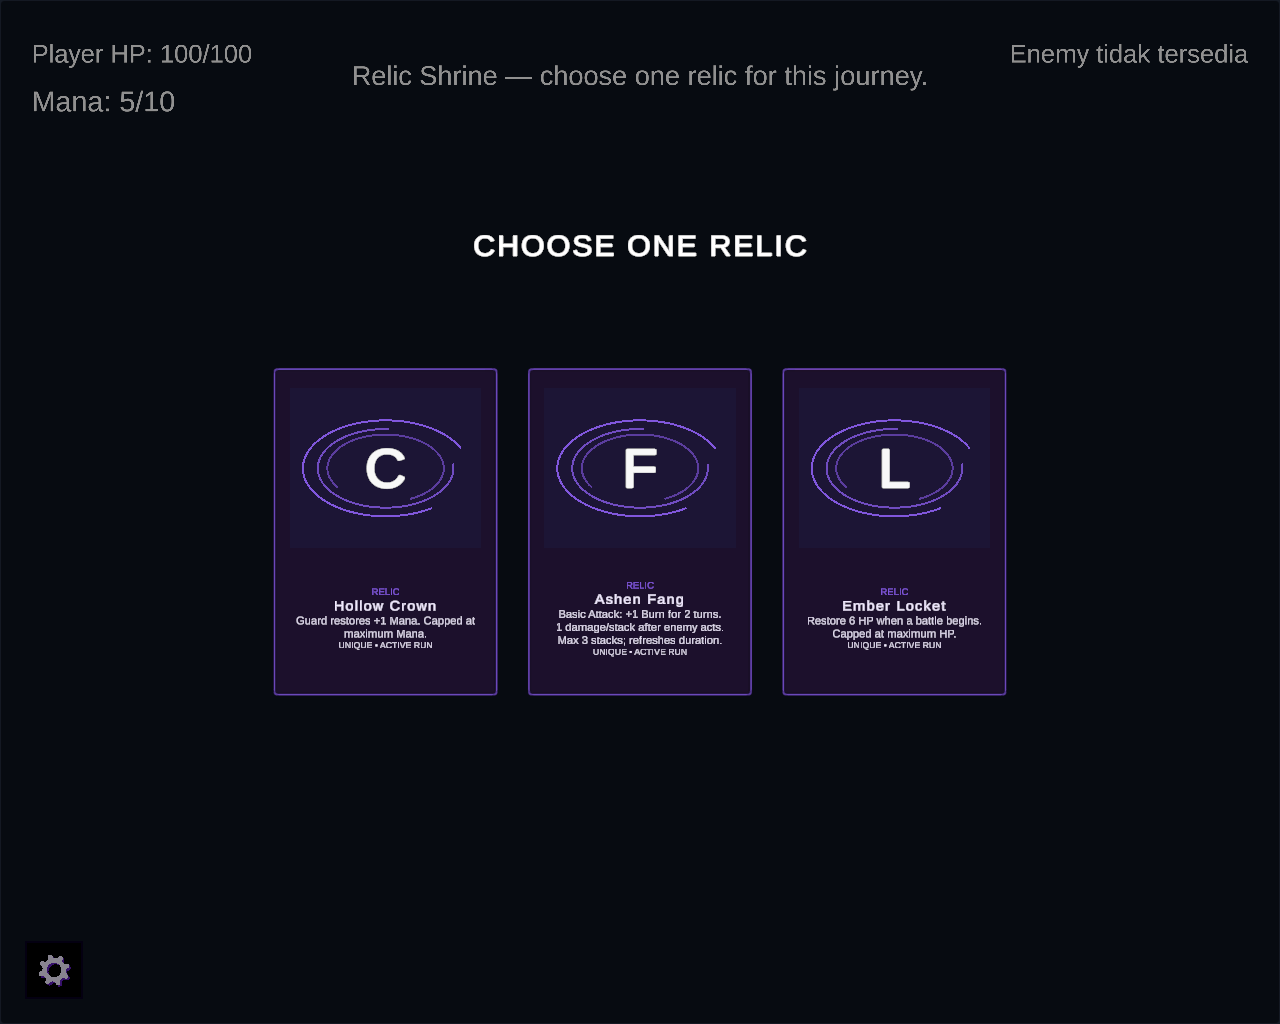 Player HP: 100/100
Enemy tidak tersedia
Relic Shrine — choose one relic for this journey.
Mana: 5/10
CHOOSE ONE RELIC
C
RELIC
Hollow Crown
Guard restores +1 Mana. Capped at
maximum Mana.
UNIQUE • ACTIVE RUN
F
RELIC
Ashen Fang
Basic Attack: +1 Burn for 2 turns.
1 damage/stack after enemy acts.
Max 3 stacks; refreshes duration.
UNIQUE • ACTIVE RUN
L
RELIC
Ember Locket
Restore 6 HP when a battle begins.
Capped at maximum HP.
UNIQUE • ACTIVE RUN